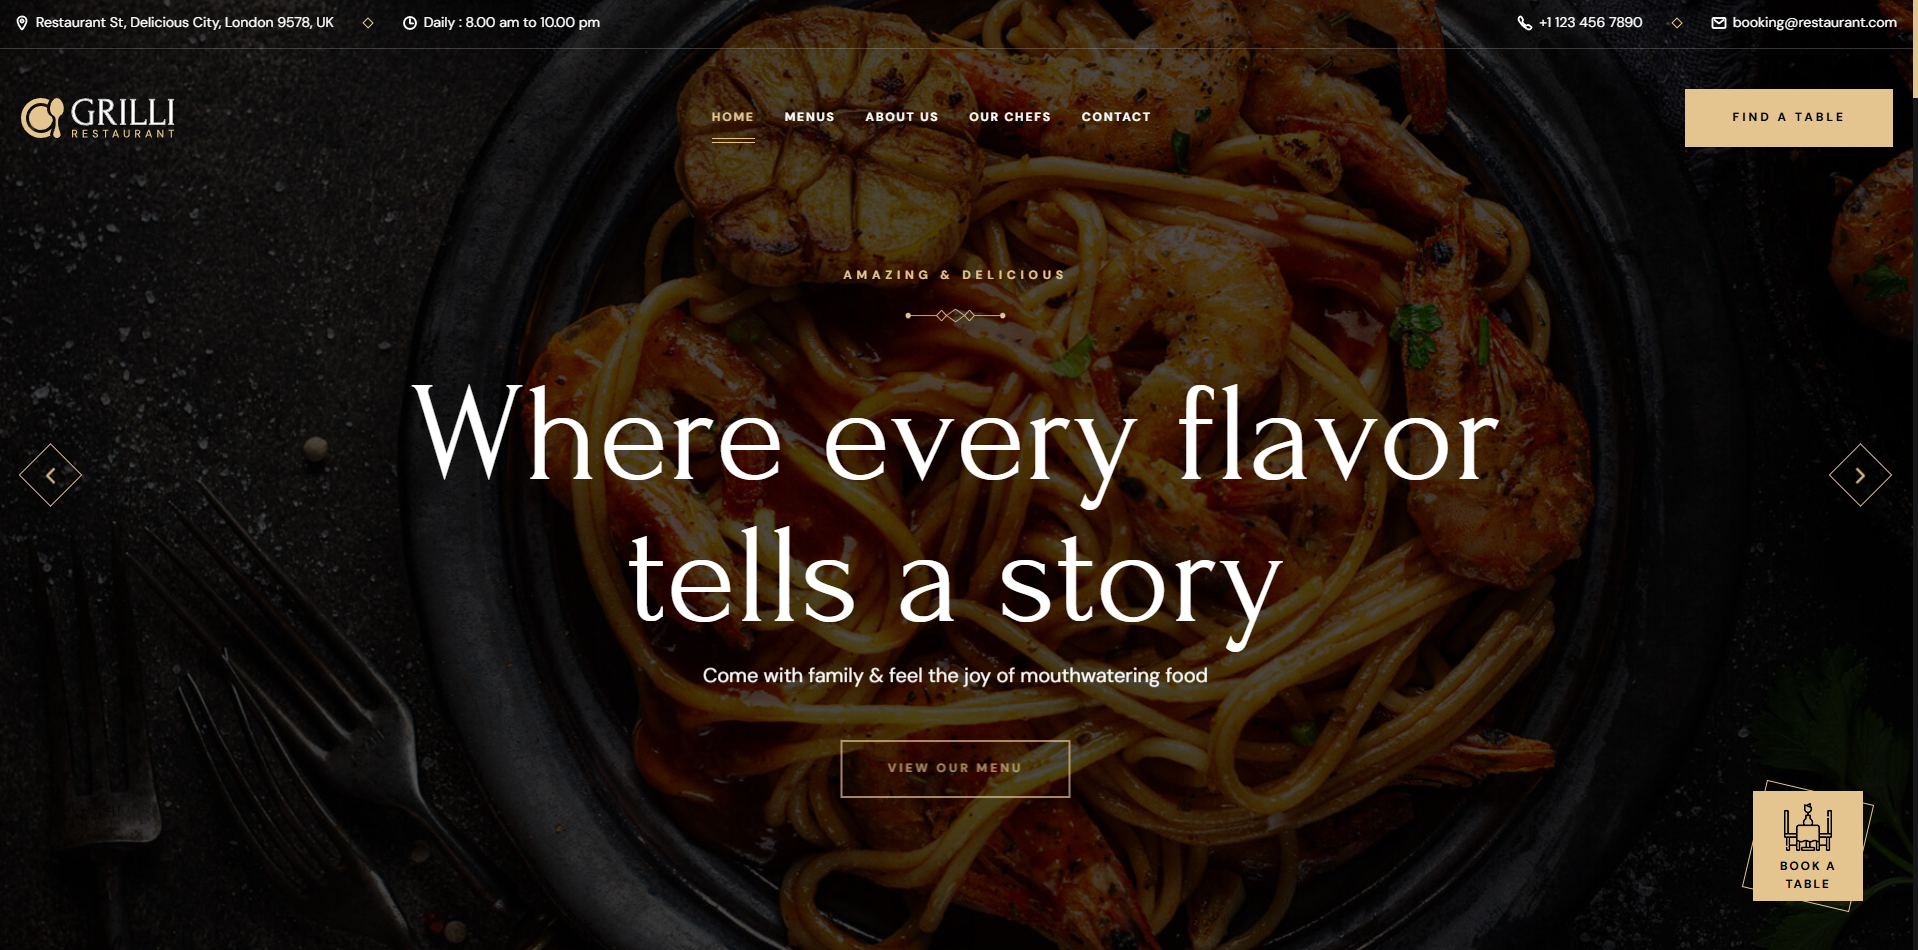 Restaurant St, Delicious City, London 9578, UK
Daily : 8.00 am to 10.00 pm
+1 123 456 7890
booking@restaurant.com
GRILLI
RESTAURANT
HOME
MENUS
ABOUT US
OUR CHEFS
CONTACT
FIND A TABLE
AMAZING & DELICIOUS
Where every flavor
tells a story
Come with family & feel the joy of mouthwatering food
VIEW OUR MENU
BOOK A
TABLE